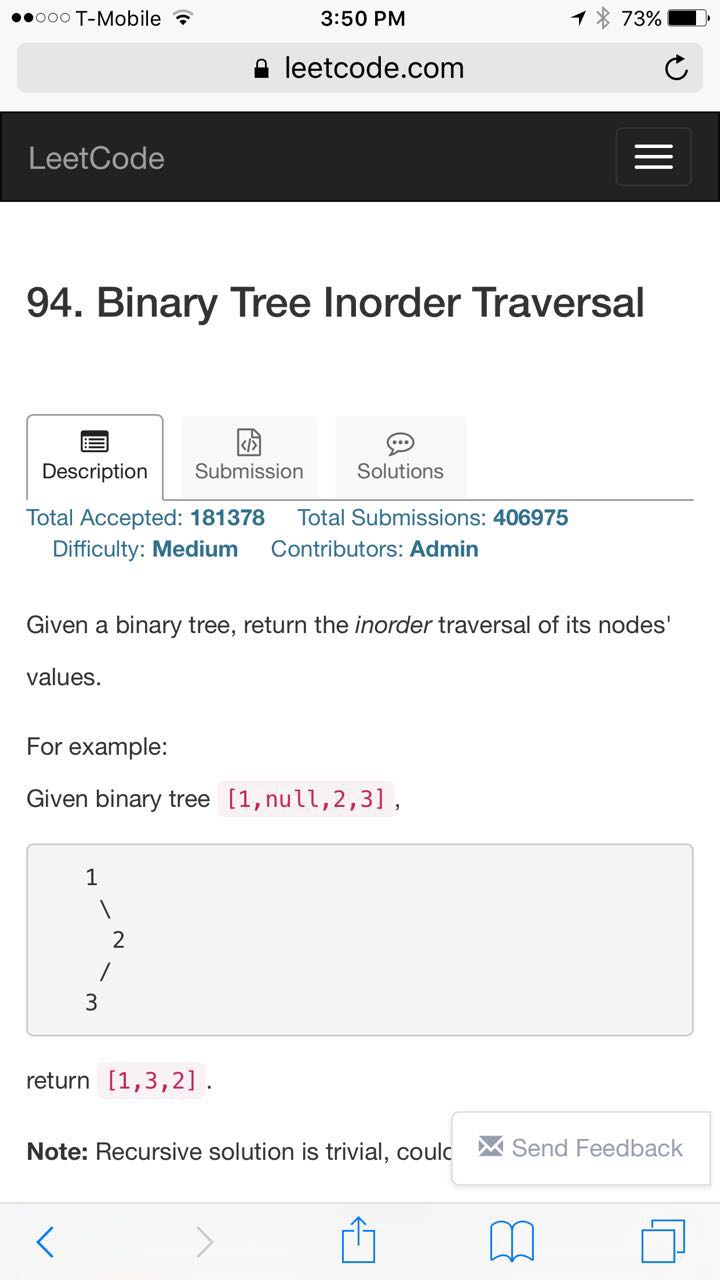 T-Mobile 3:50 PM 73%
leetcode.com
LeetCode
94. Binary Tree Inorder Traversal
Description Submission Solutions
Total Accepted: 181378 Total Submissions: 406975
Difficulty: Medium Contributors: Admin
Given a binary tree, return the inorder traversal of its nodes'
values.
For example:
Given binary tree [1,null,2,3],
1
\
2
/
3
return [1,3,2].
Note: Recursive solution is trivial,
Send Feedback